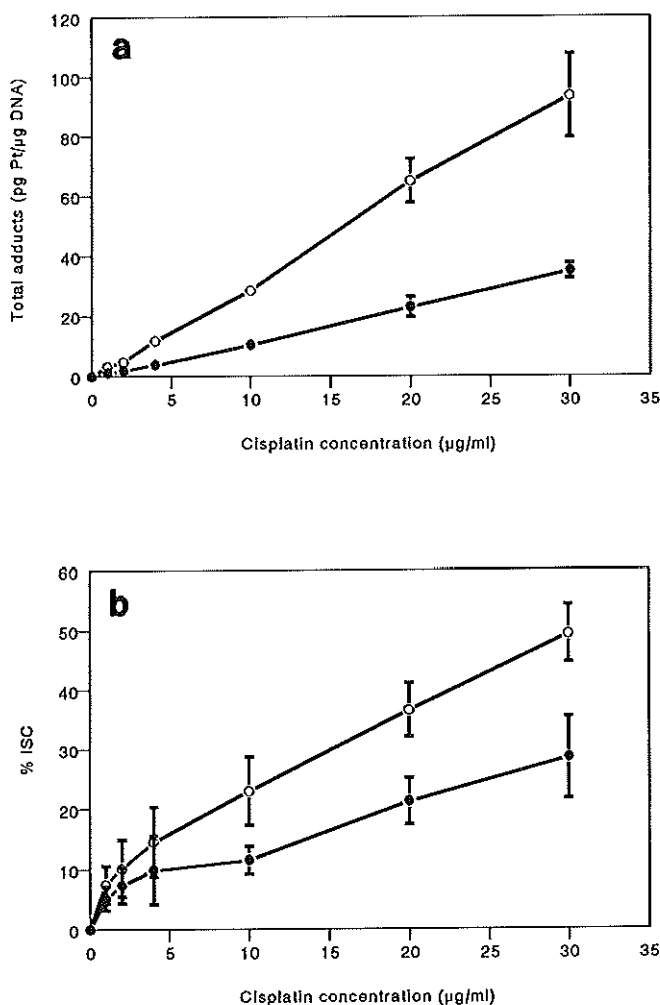 a
120
100
80
60
40
20
0
Total adducts (pg Pt/µg DNA)
0 5 10 15 20 25 30 35
Cisplatin concentration (µg/ml)
b
60
50
40
30
20
10
0
% ISC
0 5 10 15 20 25 30 35
Cisplatin concentration (µg/ml)